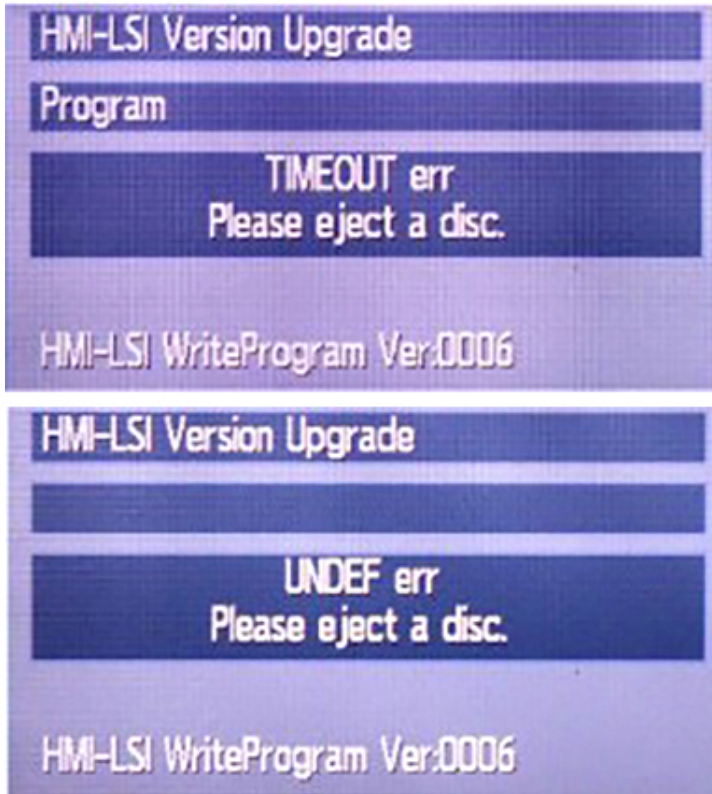 HMI-LSI Version Upgrade
Program
TIMEOUT err
Please eject a disc.
HMI-LSI WriteProgram Ver:0006
HMI-LSI Version Upgrade
UNDEF err
Please eject a disc.
HMI-LSI WriteProgram Ver:0006